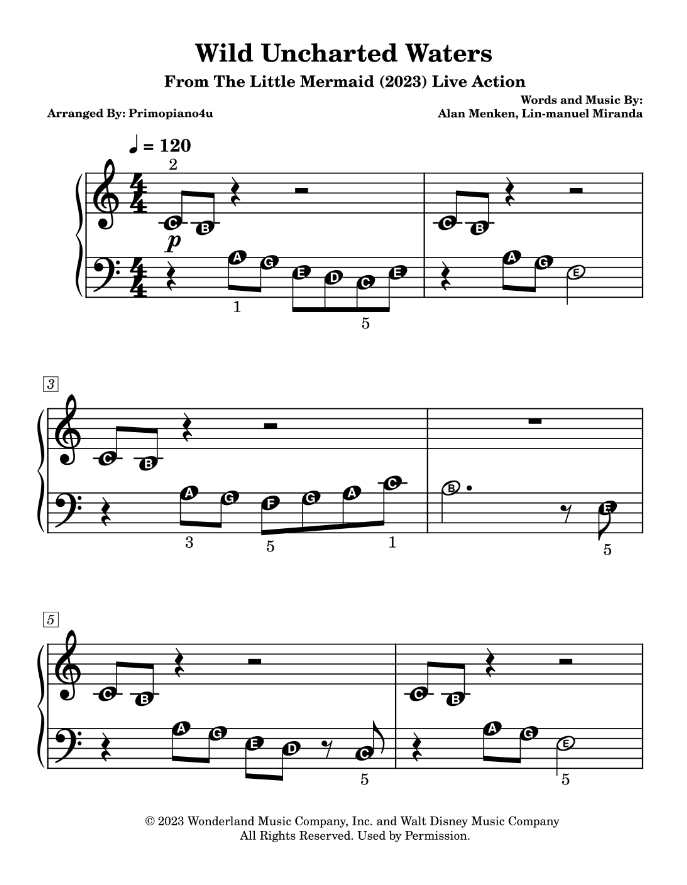 Wild Uncharted Waters
From The Little Mermaid (2023) Live Action
Words and Music By:
Arranged By: Primopiano4u
Alan Menken, Lin-manuel Miranda
♩ = 120
2
4 4
C B C B
p
4 4
A G E D C E A G E
1 5
3
C B
A G F G A C B E
3 5 1 5
5
C B C B
A G E D C A G E
5 5
© 2023 Wonderland Music Company, Inc. and Walt Disney Music Company
All Rights Reserved. Used by Permission.